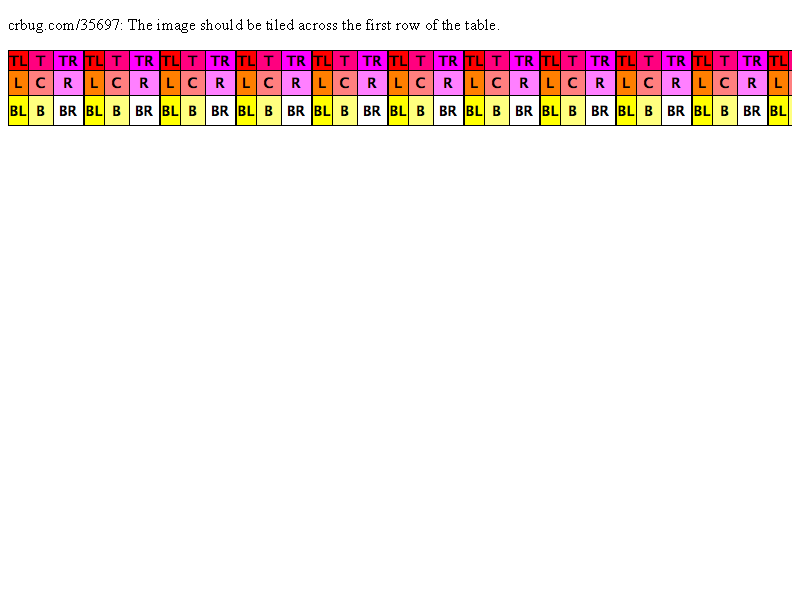 crbug.com/35697: The image should be tiled across the first row of the table.
TL T TR TL T TR TL T TR TL T TR TL T TR TL T TR TL T TR TL T TR TL T TR TL T TR TL
L C R L C R L C R L C R L C R L C R L C R L C R L C R L C R L
BL B BR BL B BR BL B BR BL B BR BL B BR BL B BR BL B BR BL B BR BL B BR BL B BR BL